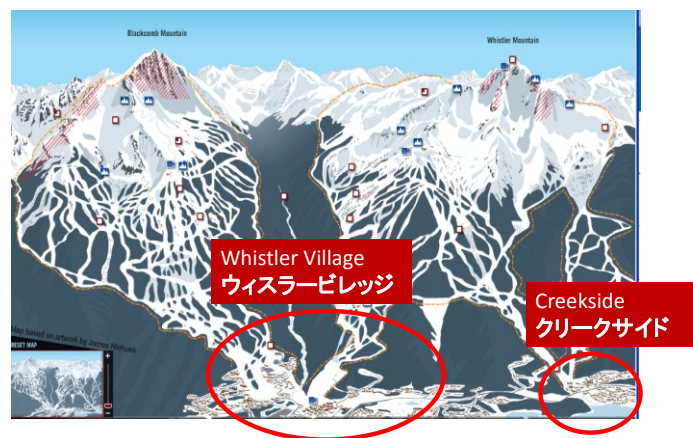 Blackcomb Mountain
Whistler Mountain
Whistler Village
ウィスラービレッジ
Creekside
クリークサイド
Map based on artwork by James Niehues
RESET MAP